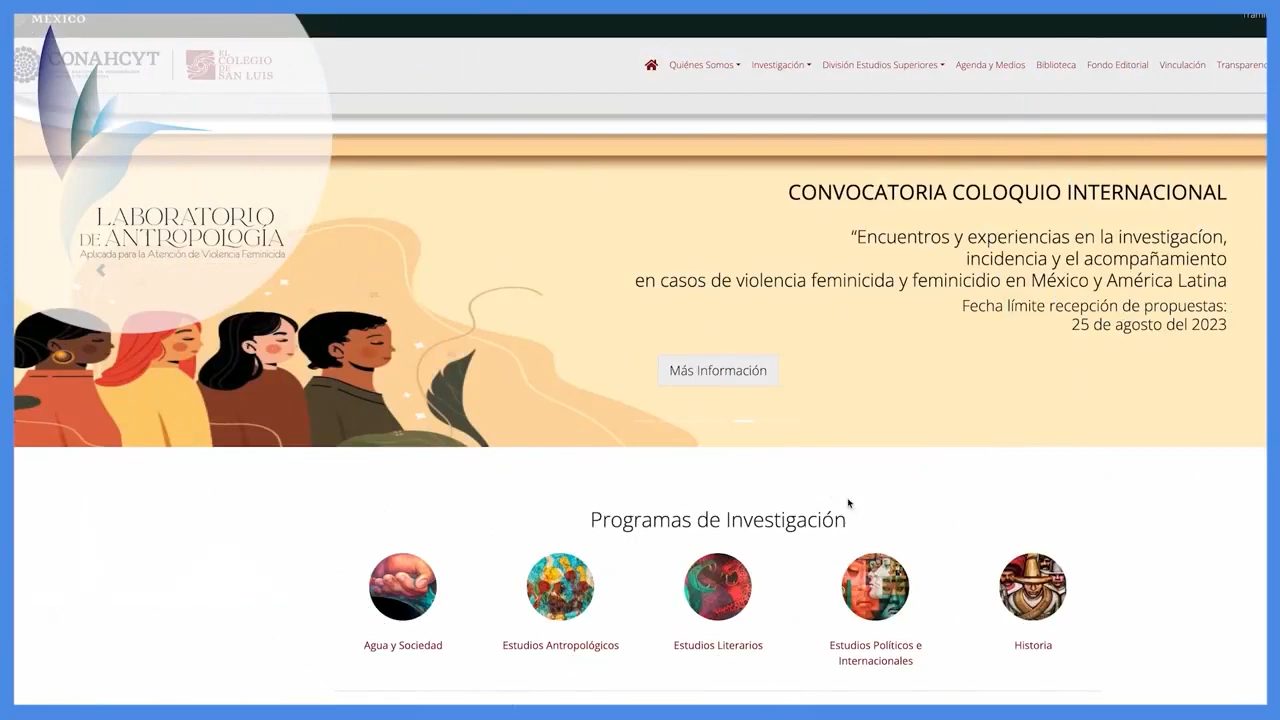 MÉXICO
CONAHCYT
EL
COLEGIO
DE
SAN LUIS
Quiénes Somos
Investigación
División Estudios Superiores
Agenda y Medios
Biblioteca
Fondo Editorial
Vinculación
LABORATORIO
DE ANTROPOLOGÍA
Aplicada para la Atención de Violencia Feminicida
CONVOCATORIA COLOQUIO INTERNACIONAL
“Encuentros y experiencias en la investigacíon,
incidencia y el acompañamiento
en casos de violencia feminicida y feminicidio en México y América Latina
Fecha límite recepción de propuestas:
25 de agosto del 2023
Más Información
Programas de Investigación
Agua y Sociedad
Estudios Antropológicos
Estudios Literarios
Estudios Políticos e
Internacionales
Historia